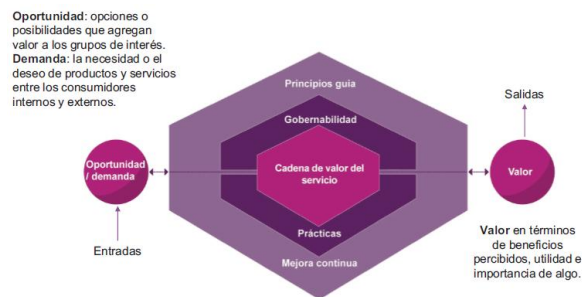 Oportunidad: opciones o
posibilidades que agregan
valor a los grupos de interés.
Demanda: la necesidad o el
deseo de productos y servicios
entre los consumidores
internos y externos.
Principios guía
Gobernabilidad
Cadena de valor del
servicio
Prácticas
Mejora continua
Oportunidad
/ demanda
Entradas
Salidas
Valor
Valor en términos
de beneficios
percibidos, utilidad e
importancia de algo.